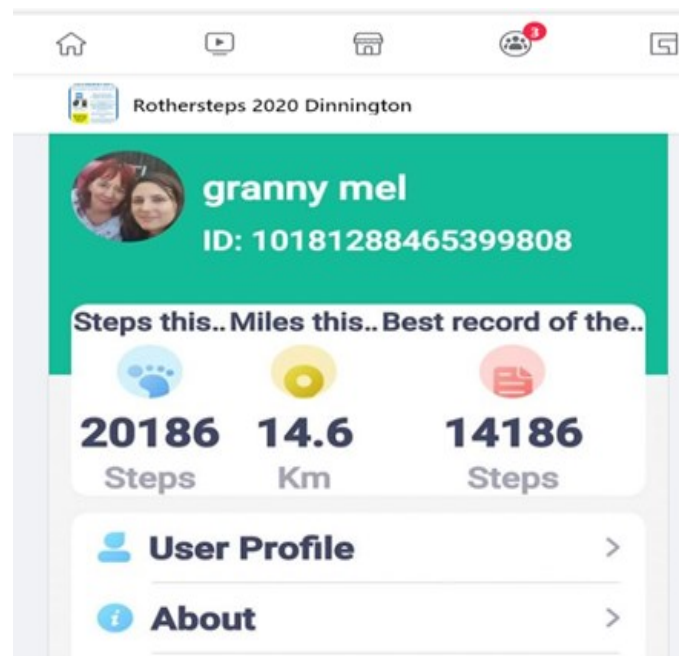 3
Rothersteps 2020 Dinnington
granny mel
ID: 10181288465399808
Steps this.. Miles this.. Best record of the..
20186 14.6 14186
Steps Km Steps
User Profile
About